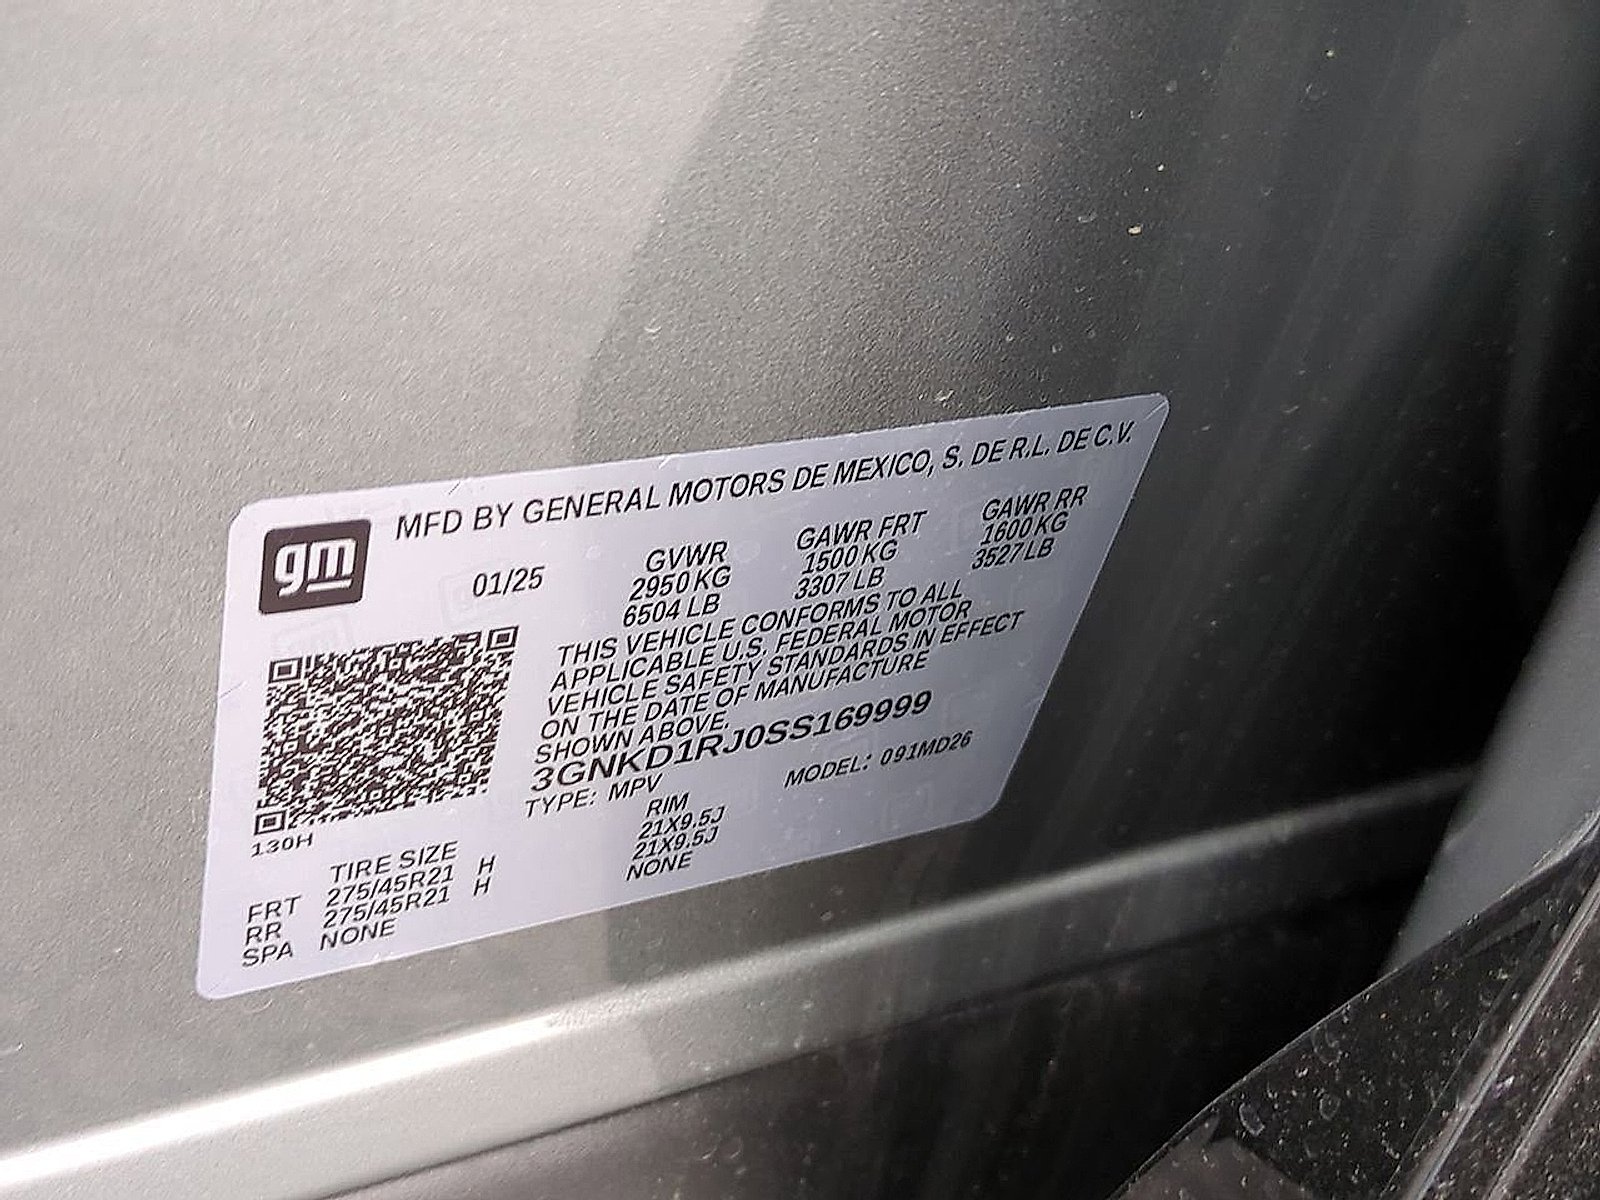 gm
MFD BY GENERAL MOTORS DE MEXICO, S. DE R.L. DE C.V.
01/25 GVWR GAWR FRT GAWR RR
2950 KG 1500 KG 1600 KG
6504 LB 3307 LB 3527 LB
THIS VEHICLE CONFORMS TO ALL
APPLICABLE U.S. FEDERAL MOTOR
VEHICLE SAFETY STANDARDS IN EFFECT
ON THE DATE OF MANUFACTURE
SHOWN ABOVE.
3GNKD1RJ0SS169999
TYPE: MPV MODEL: 091MD26
130H
TIRE SIZE RIM
FRT 275/45R21 H 21X9.5J
RR 275/45R21 H 21X9.5J
SPA NONE NONE